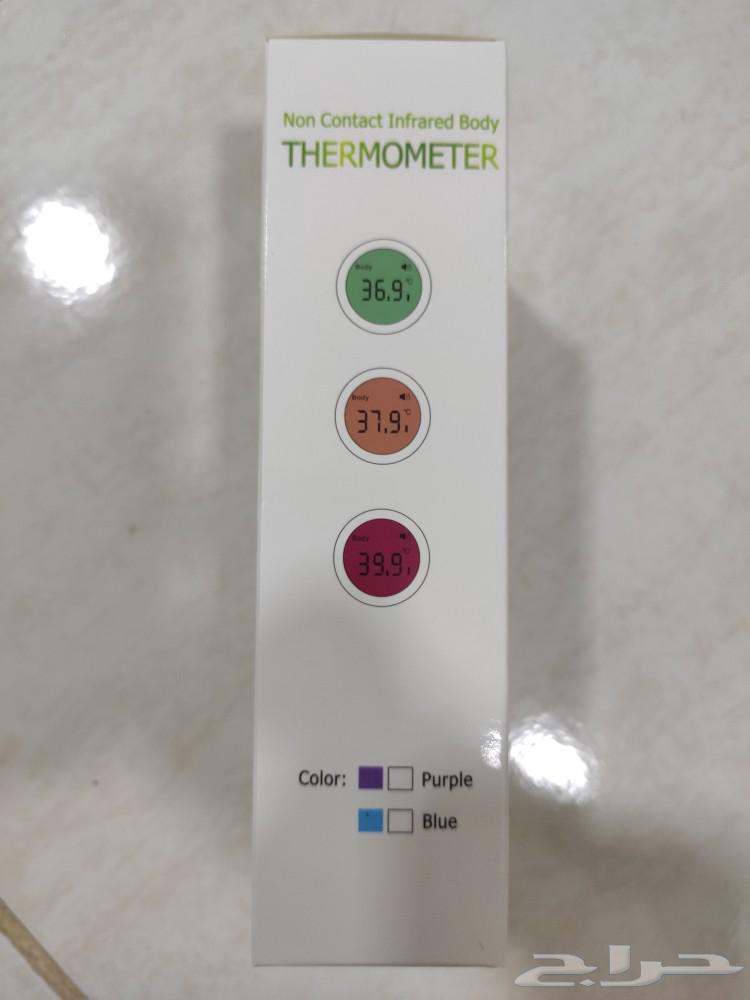 Non Contact Infrared Body
THERMOMETER
Body
36.9 °C
Body
37.9 °C
Body
39.9 °C
Color: Purple
Blue
حراج